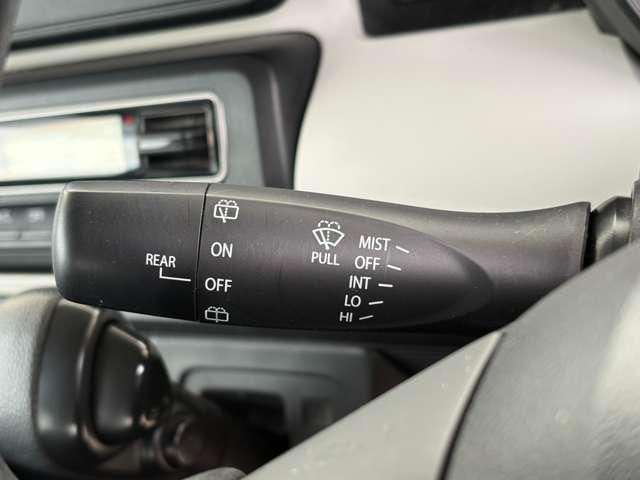 REAR
ON
OFF
PULL
MIST
OFF
INT
LO
HI